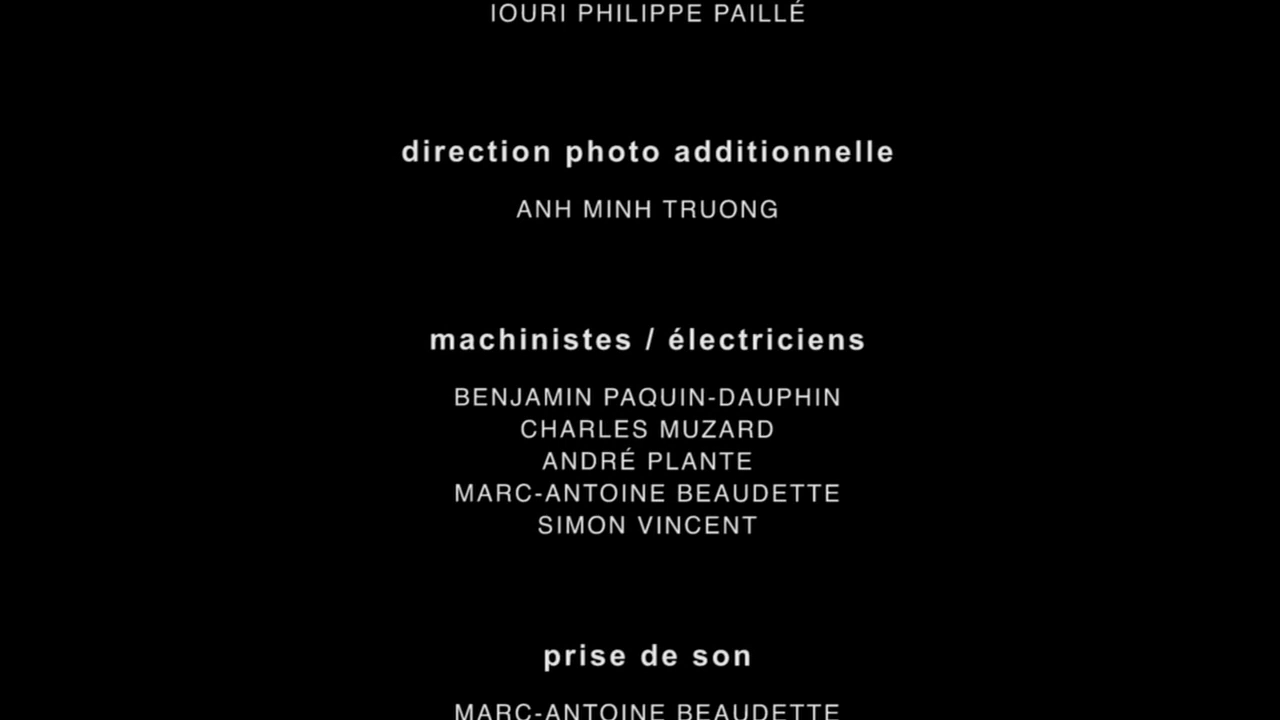 IOURI PHILIPPE PAILLÉ
direction photo additionnelle
ANH MINH TRUONG
machinistes / électriciens
BENJAMIN PAQUIN-DAUPHIN
CHARLES MUZARD
ANDRÉ PLANTE
MARC-ANTOINE BEAUDETTE
SIMON VINCENT
prise de son
MARC-ANTOINE BEAUDETTE